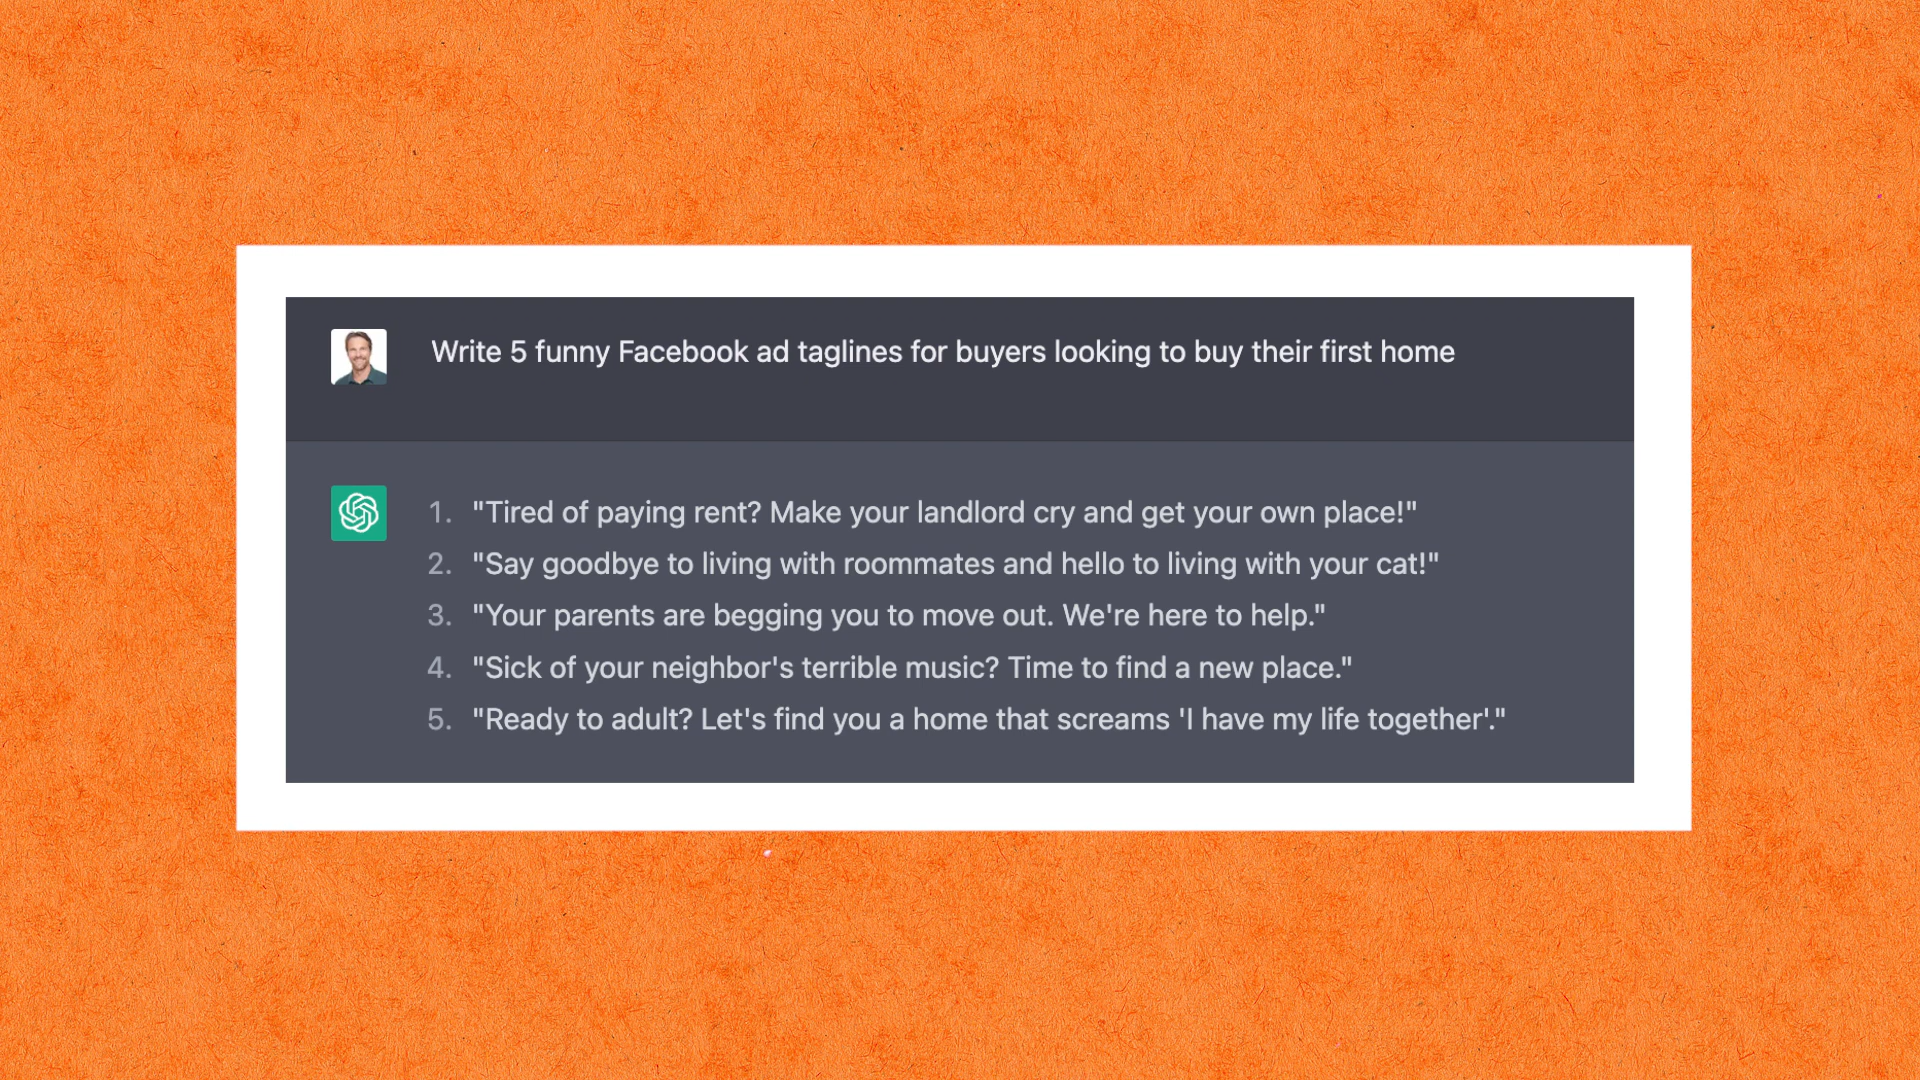 Write 5 funny Facebook ad taglines for buyers looking to buy their first home
1. "Tired of paying rent? Make your landlord cry and get your own place!"
2. "Say goodbye to living with roommates and hello to living with your cat!"
3. "Your parents are begging you to move out. We're here to help."
4. "Sick of your neighbor's terrible music? Time to find a new place."
5. "Ready to adult? Let's find you a home that screams 'I have my life together'."